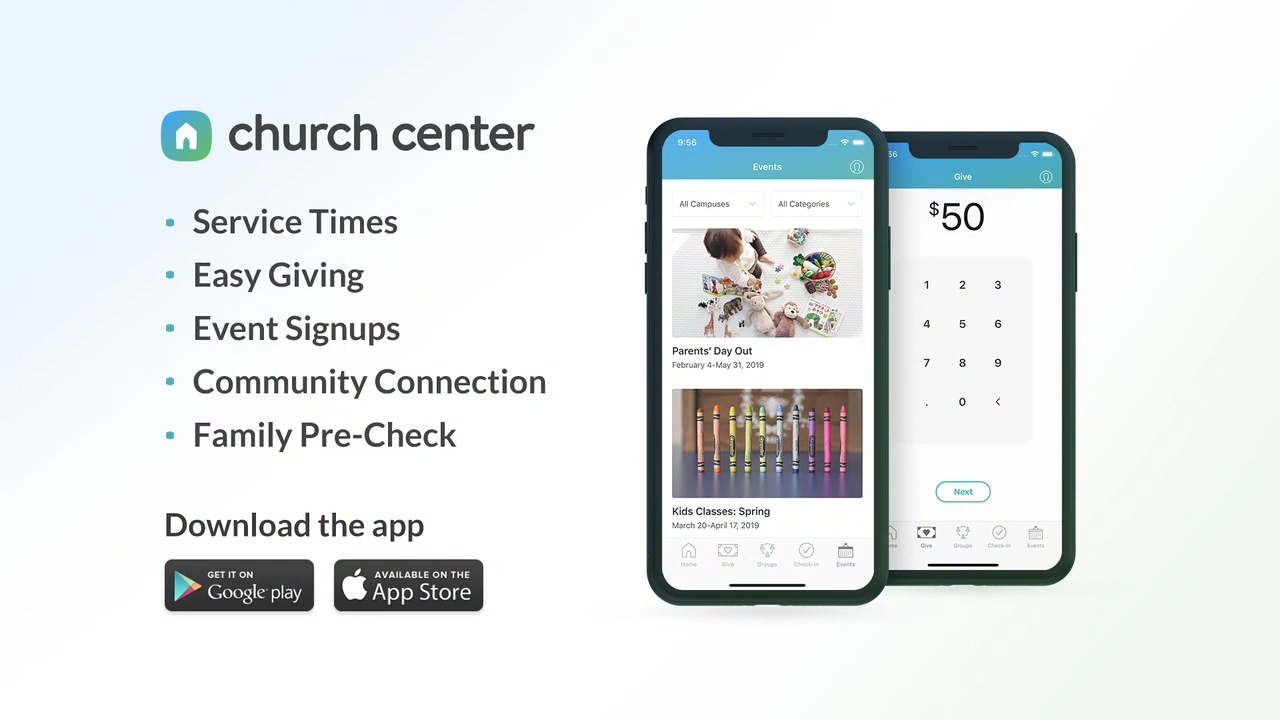 church center
Service Times
Easy Giving
Event Signups
Community Connection
Family Pre-Check
Download the app
GET IT ON
Google play
AVAILABLE ON THE
App Store
9:56
Events
All Campuses
All Categories
Parents' Day Out
February 4-May 31, 2019
Kids Classes: Spring
March 20-April 17, 2019
Home Give Groups Check-In Events
56
Give
$50
1 2 3
4 5 6
7 8 9
. 0 <
Next
me Give Groups Check-In Events